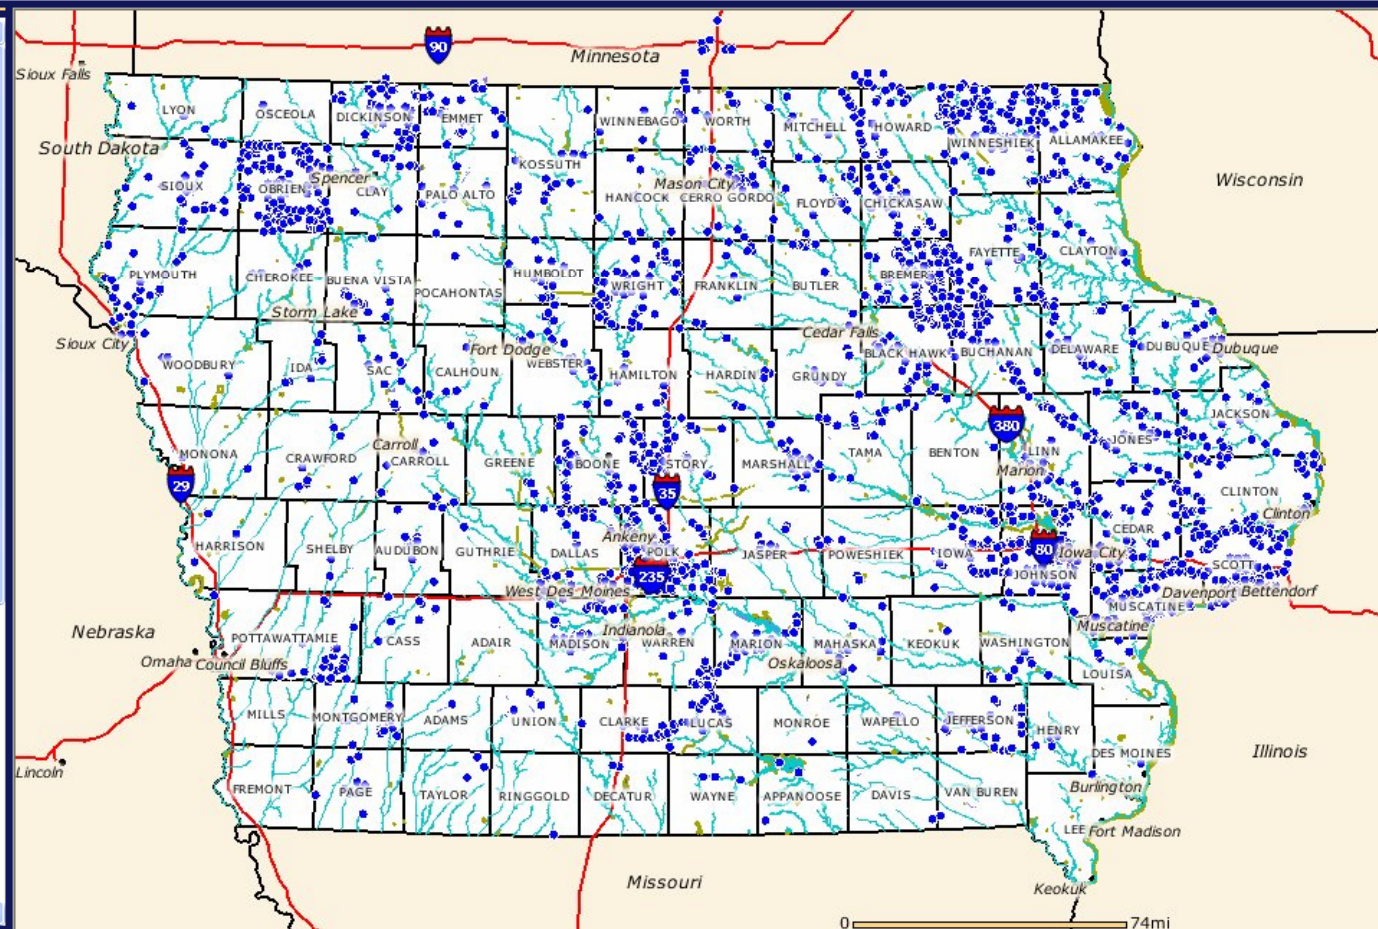 90
Minnesota
Sioux Falls
LYON
OSCEOLA
DICKINSON
EMMET
WINNEBAGO
WORTH
MITCHELL
HOWARD
WINNESHIEK
ALLAMAKEE
South Dakota
KOSSUTH
Spencer
SIOUX
OBRIEN
CLAY
PALO ALTO
Mason City
HANCOCK
CERRO GORDO
FLOYD
CHICKASAW
Wisconsin
PLYMOUTH
CHEROKEE
BUENA VISTA
POCAHONTAS
HUMBOLDT
WRIGHT
FRANKLIN
BUTLER
BREMER
FAYETTE
CLAYTON
Storm Lake
Sioux City
Cedar Falls
Fort Dodge
WOODBURY
IDA
SAC
CALHOUN
WEBSTER
HAMILTON
HARDIN
GRUNDY
BLACK HAWK
BUCHANAN
DELAWARE
DUBUQUE
Dubuque
JACKSON
380
MONONA
CRAWFORD
Carroll
CARROLL
GREENE
BOONE
STORY
MARSHALL
TAMA
BENTON
LINN
Marion
JONES
29
35
CLINTON
Clinton
HARRISON
SHELBY
AUDUBON
GUTHRIE
DALLAS
Ankeny
POLK
JASPER
POWESHIEK
IOWA
80
Iowa City
JOHNSON
CEDAR
SCOTT
235
West Des Moines
Davenport
Bettendorf
MUSCATINE
Muscatine
Nebraska
POTTAWATTAMIE
CASS
ADAIR
MADISON
Indianola
WARREN
MARION
MAHASKA
Oskaloosa
KEOKUK
WASHINGTON
LOUISA
Omaha
Council Bluffs
MILLS
MONTGOMERY
ADAMS
UNION
CLARKE
LUCAS
MONROE
WAPELLO
JEFFERSON
HENRY
DES MOINES
Illinois
Lincoln
FREMONT
PAGE
TAYLOR
RINGGOLD
DECATUR
WAYNE
APPANOOSE
DAVIS
VAN BUREN
Burlington
LEE
Fort Madison
Missouri
Keokuk
0
74mi